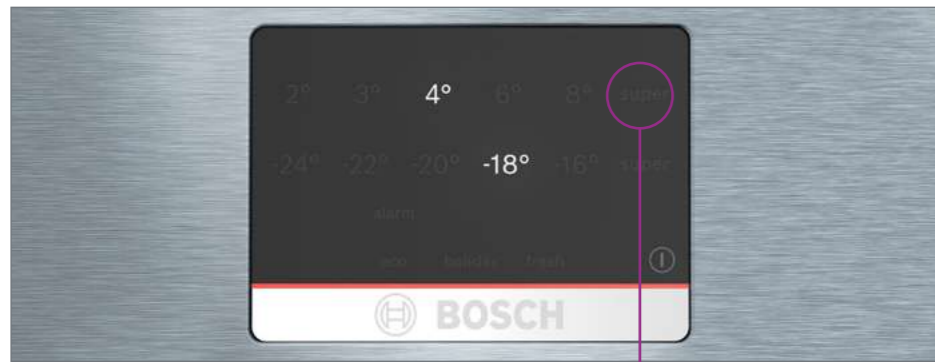 2° 3° 4° 6° 8° super
-24° -22° -20° -18° -16° super
alarm
eco holiday fresh
BOSCH